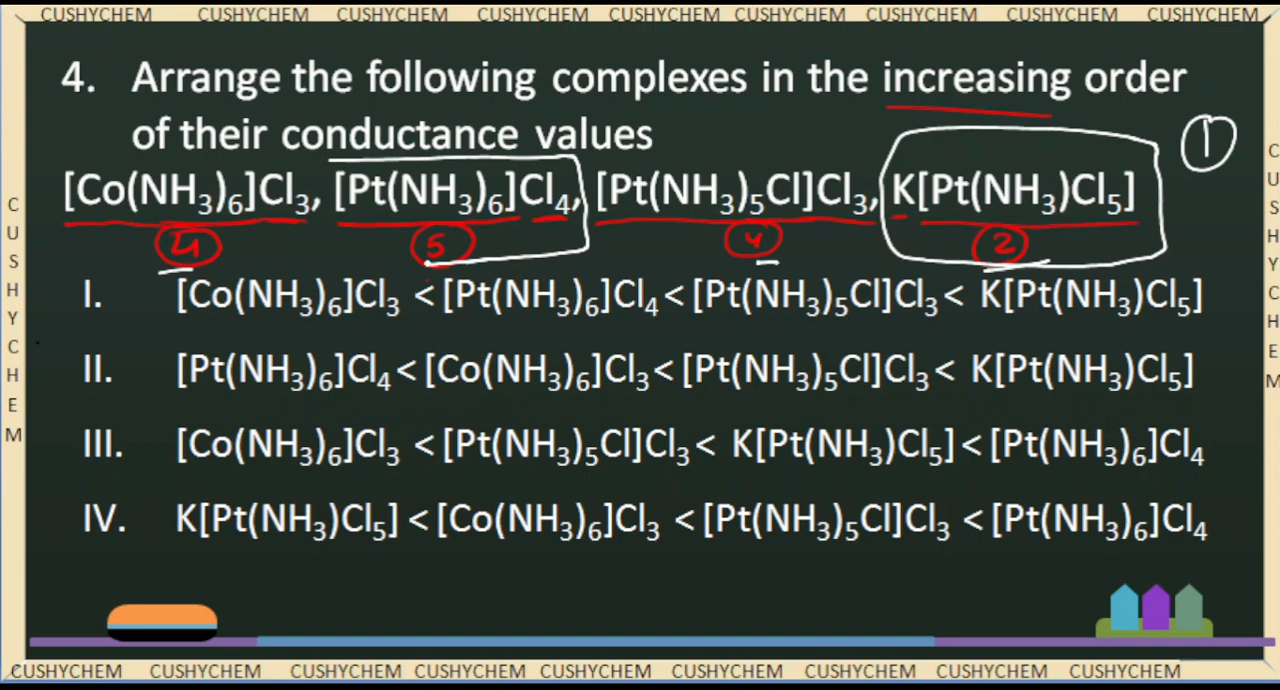 CUSHYCHEM CUSHYCHEM CUSHYCHEM CUSHYCHEM CUSHYCHEM CUSHYCHEM CUSHYCHEM CUSHYCHEM CUSHYCHEM
4. Arrange the following complexes in the increasing order
of their conductance values
①
[Co(NH₃)₆]Cl₃, [Pt(NH₃)₆]Cl₄, [Pt(NH₃)₅Cl]Cl₃, K[Pt(NH₃)Cl₅]
4 5 4 2
I. [Co(NH₃)₆]Cl₃ < [Pt(NH₃)₆]Cl₄ < [Pt(NH₃)₅Cl]Cl₃ < K[Pt(NH₃)Cl₅]
II. [Pt(NH₃)₆]Cl₄ < [Co(NH₃)₆]Cl₃ < [Pt(NH₃)₅Cl]Cl₃ < K[Pt(NH₃)Cl₅]
III. [Co(NH₃)₆]Cl₃ < [Pt(NH₃)₅Cl]Cl₃ < K[Pt(NH₃)Cl₅] < [Pt(NH₃)₆]Cl₄
IV. K[Pt(NH₃)Cl₅] < [Co(NH₃)₆]Cl₃ < [Pt(NH₃)₅Cl]Cl₃ < [Pt(NH₃)₆]Cl₄
CUSHYCHEM
CUSHYCHEM
CUSHYCHEM CUSHYCHEM CUSHYCHEM CUSHYCHEM CUSHYCHEM CUSHYCHEM CUSHYCHEM CUSHYCHEM CUSHYCHEM